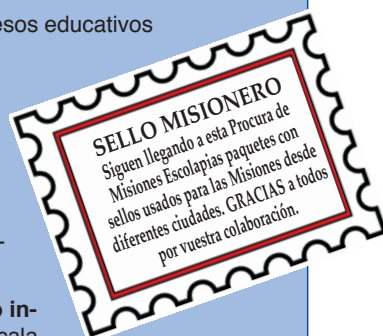 esos educativos
SELLO MISIONERO
Siguen llegando a esta Procura de
Misiones Escolapias paquetes con
sellos usados para las Misiones desde
diferentes ciudades. GRACIAS a todos
por vuestra colaboración.
-
in-